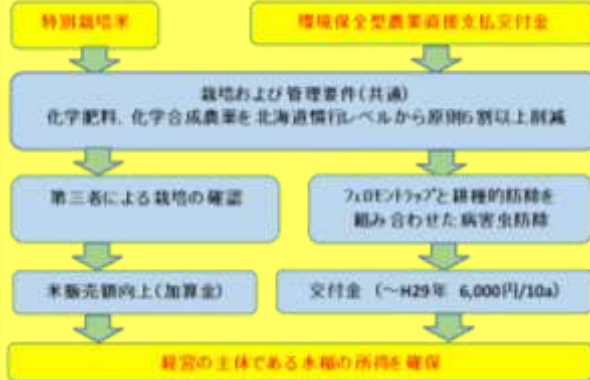 特別栽培米
環境保全型農業直接支払交付金
栽培および管理要件(共通)
化学肥料、化学合成農薬を北海道慣行レベルから原則5割以上削減
第三者による栽培の確認
フェロモントラップと耕種的防除を
組み合わせた病害虫防除
米販売額向上(加算金)
交付金 (～H29年 6,000円/10a)
経営の主体である水稲の所得を確保